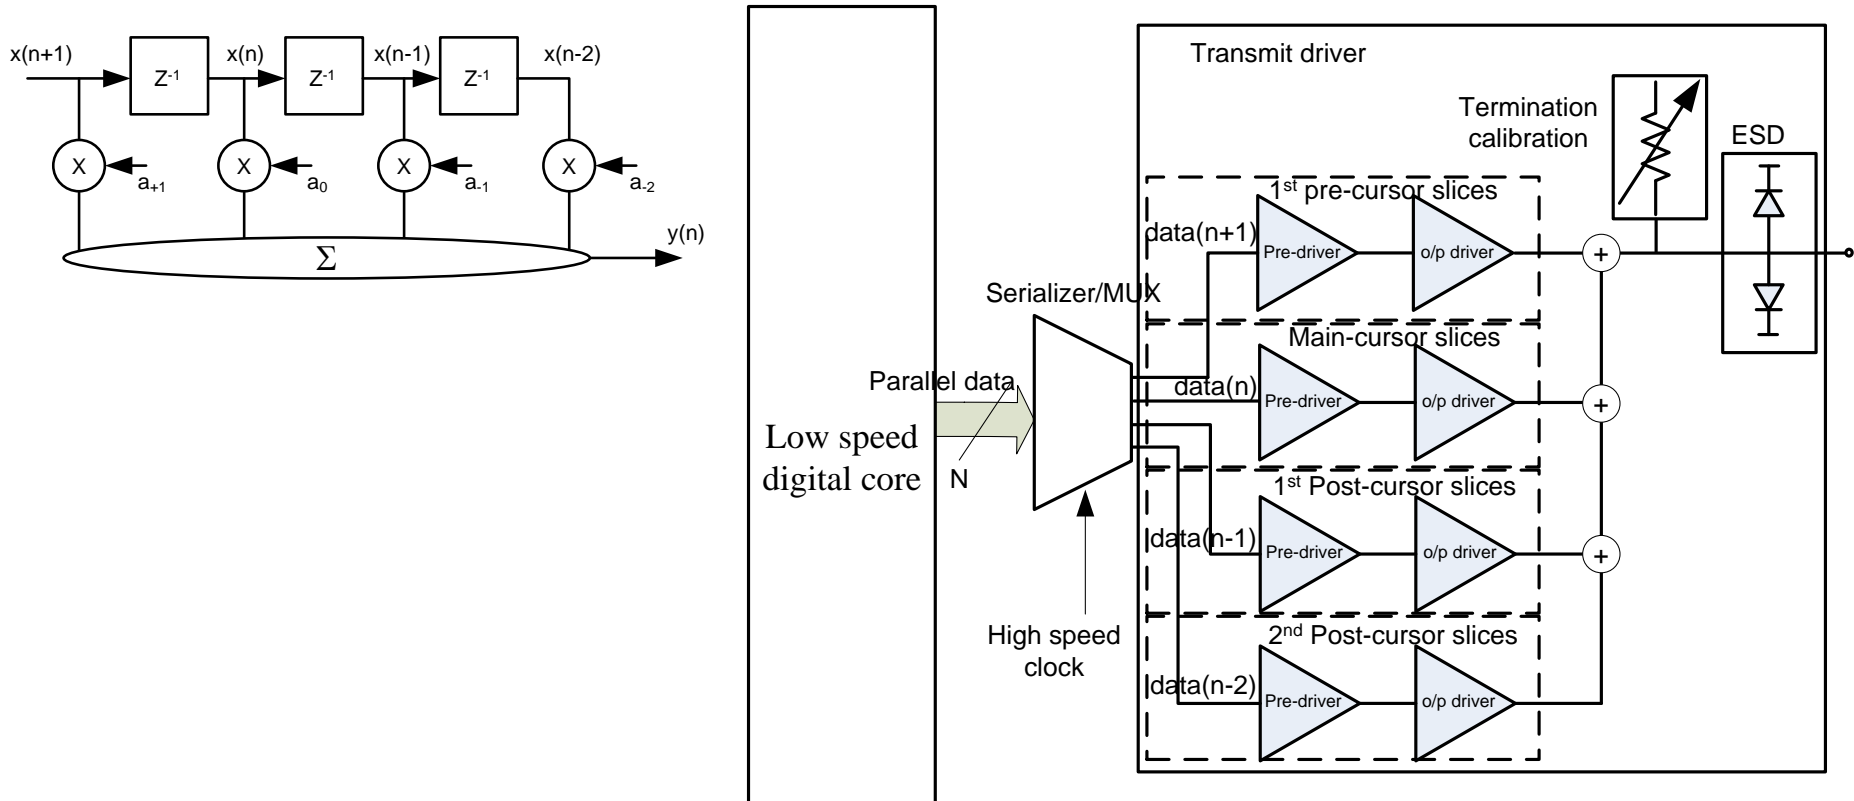 x(n+1)
Z-1
x(n)
Z-1
x(n-1)
Z-1
x(n-2)
X
a+1
X
a0
X
a-1
X
a-2
Σ
y(n)
Low speed
digital core
Parallel data
N
Serializer/MUX
High speed
clock
Transmit driver
1st pre-cursor slices
data(n+1)
Pre-driver
o/p driver
+
Main-cursor slices
data(n)
Pre-driver
o/p driver
+
1st Post-cursor slices
data(n-1)
Pre-driver
o/p driver
+
2nd Post-cursor slices
data(n-2)
Pre-driver
o/p driver
Termination
calibration
ESD